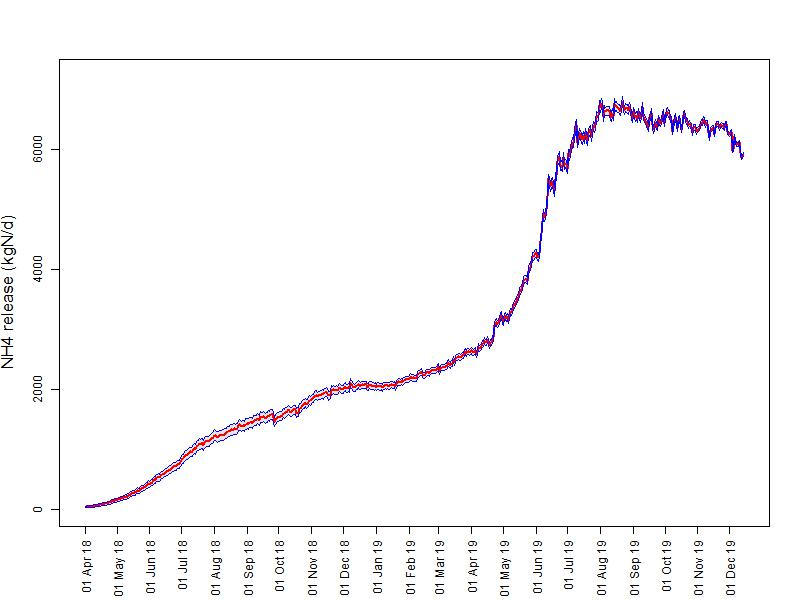 NH4 release (kgN/d)
6000
4000
2000
0
01 Apr 18
01 May 18
01 Jun 18
01 Jul 18
01 Aug 18
01 Sep 18
01 Oct 18
01 Nov 18
01 Dec 18
01 Jan 19
01 Feb 19
01 Mar 19
01 Apr 19
01 May 19
01 Jun 19
01 Jul 19
01 Aug 19
01 Sep 19
01 Oct 19
01 Nov 19
01 Dec 19